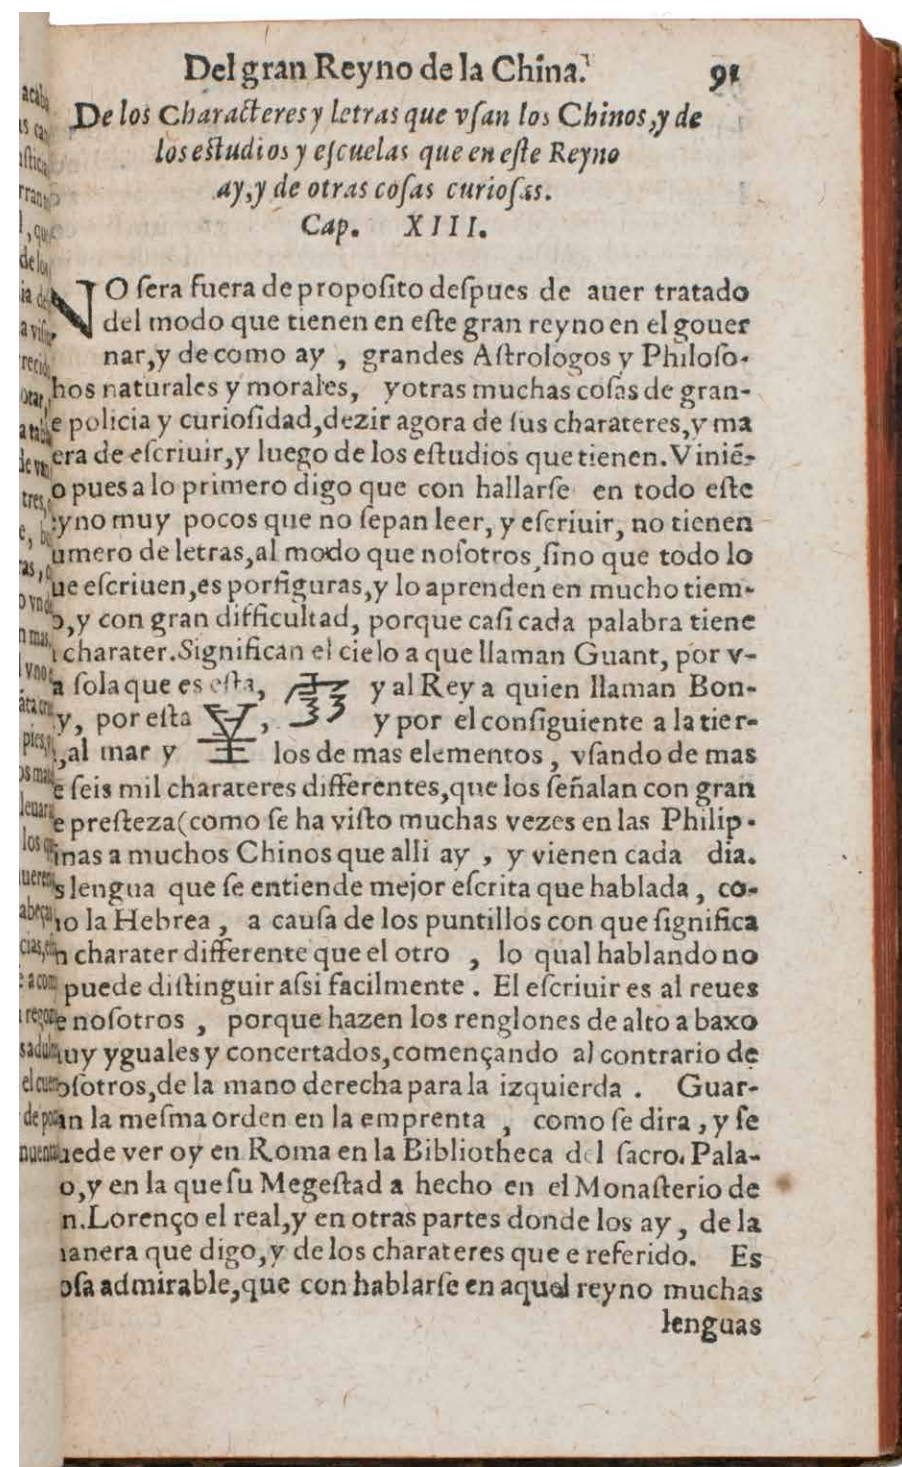 Del gran Reyno de la China. 91
De los Characteres y letras que vſan los Chinos, y de
los eſtudios y eſcuelas que en eſte Reyno
ay, y de otras coſas curioſas.
Cap. XIII.
NO ſera fuera de propoſito deſpues de auer tratado
del modo que tienen en eſte gran reyno en el gouer
nar, y de como ay , grandes Aſtrologos y Philoſo-
hos naturales y morales, y otras muchas coſas de gran-
e policia y curioſidad, dezir agora de ſus charateres, y ma
era de eſcriuir, y luego de los eſtudios que tienen. Viniẽ-
o pues a lo primero digo que con hallarſe en todo eſte
yno muy pocos que no ſepan leer, y eſcriuir, no tienen
umero de letras, al modo que noſotros ſino que todo lo
ue eſcriuen, es por figuras, y lo aprenden en mucho tiem-
o, y con gran difficultad, porque caſi cada palabra tiene
charater. Significan el cielo a que llaman Guant, por v-
a ſola que es eſta, y al Rey a quien llaman Bon-
y, por eſta , y por el conſiguiente a la tier-
, al mar y los de mas elementos, vſando de mas
e ſeis mil charateres differentes, que los ſeñalan con gran
e preſteza (como ſe ha viſto muchas vezes en las Philip-
inas a muchos Chinos que alli ay , y vienen cada dia.
s lengua que ſe entiende mejor eſcrita que hablada, co-
o la Hebrea , a cauſa de los puntillos con que ſignifica
n charater differente que el otro , lo qual hablando no
puede diſtinguir aſsi facilmente . El eſcriuir es al reues
e noſotros , porque hazen los renglones de alto a baxo
uy yguales y concertados, començando al contrario de
oſotros, de la mano derecha para la izquierda . Guar-
an la meſma orden en la emprenta , como ſe dira, y ſe
uede ver oy en Roma en la Bibliotheca del ſacro Pala-
o, y en la que ſu Mageſtad a hecho en el Monaſterio de
n. Lorenço el real, y en otras partes donde los ay, de la
anera que digo, y de los charateres que e referido. Es
oſa admirable, que con hablarſe en aquel reyno muchas
lenguas